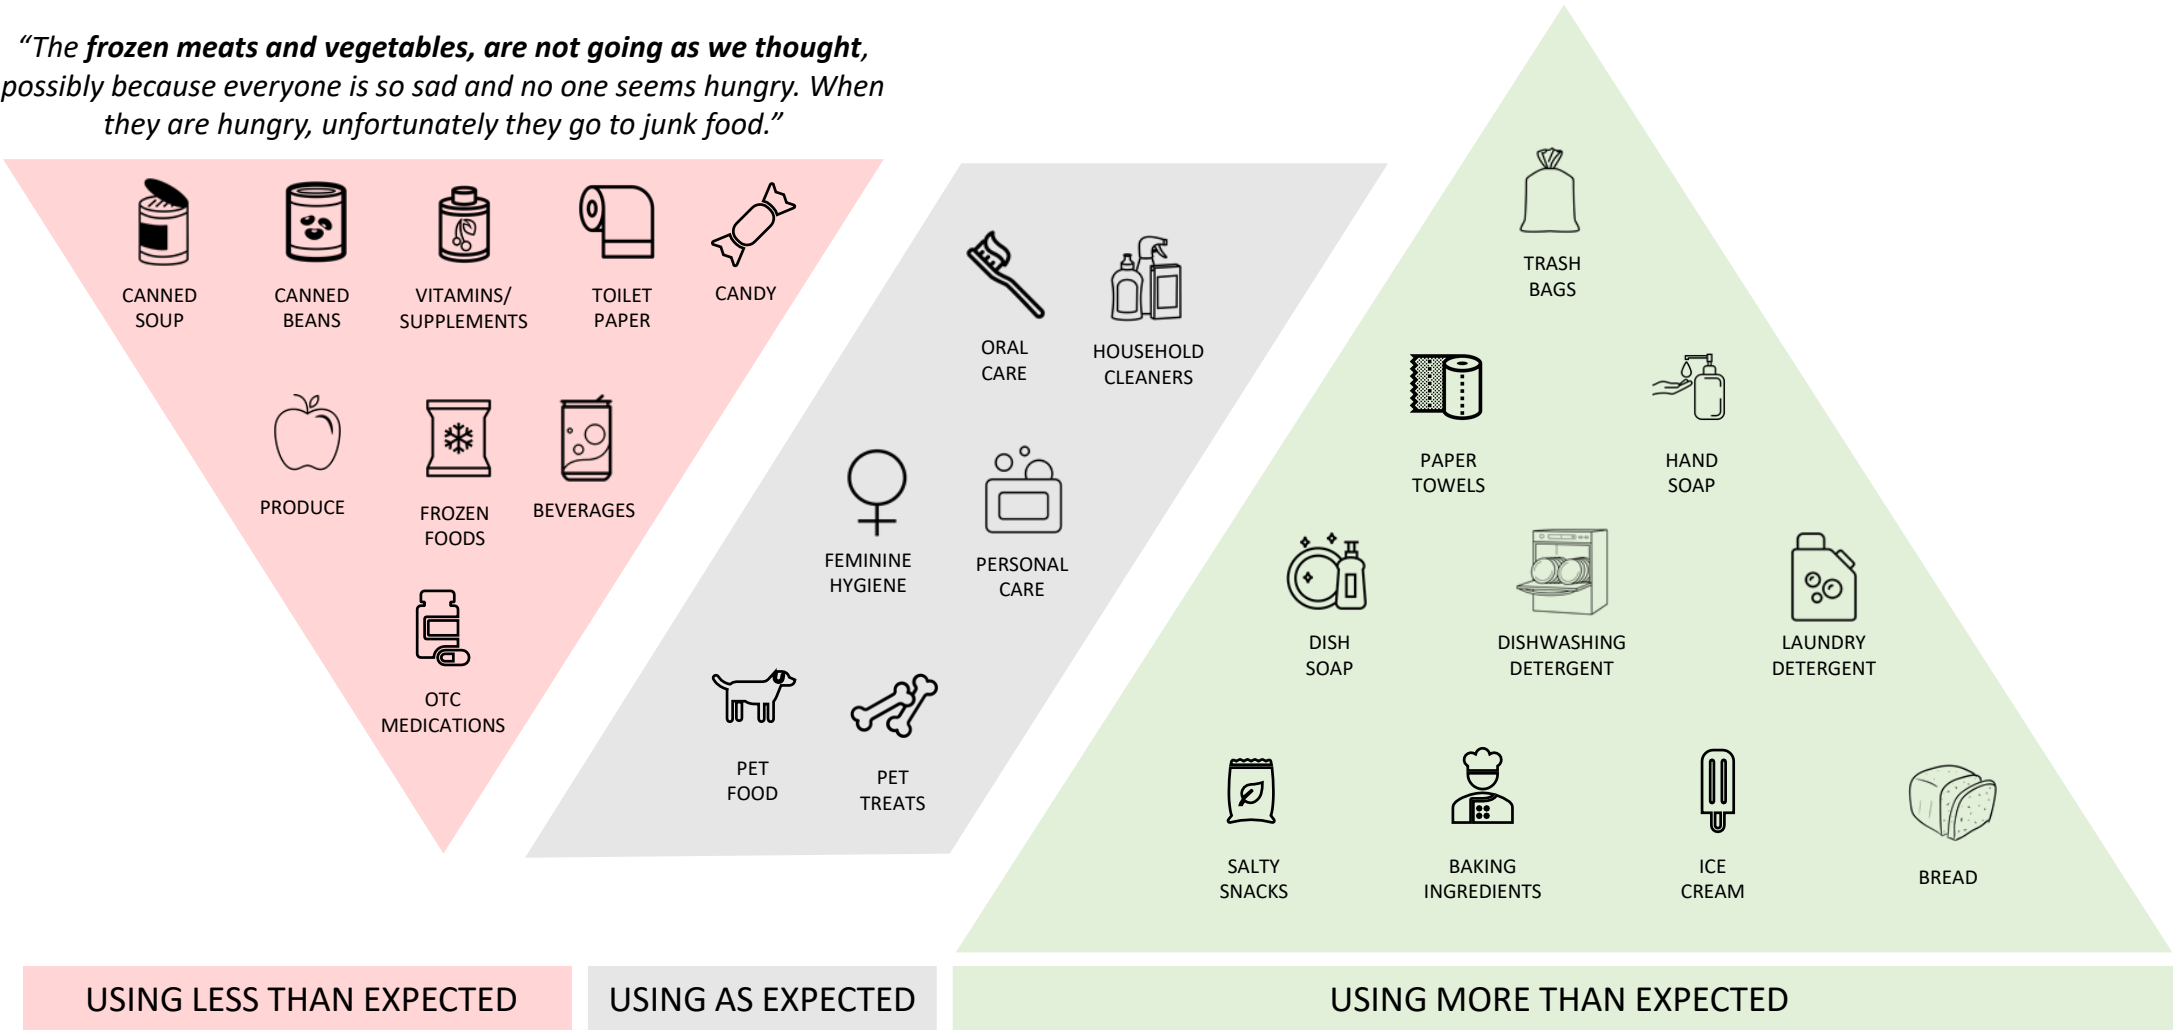 “The frozen meats and vegetables, are not going as we thought,
possibly because everyone is so sad and no one seems hungry. When
they are hungry, unfortunately they go to junk food.”
CANNED
SOUP
CANNED
BEANS
VITAMINS/
SUPPLEMENTS
TOILET
PAPER
CANDY
PRODUCE
FROZEN
FOODS
BEVERAGES
OTC
MEDICATIONS
ORAL
CARE
HOUSEHOLD
CLEANERS
FEMININE
HYGIENE
PERSONAL
CARE
PET
FOOD
PET
TREATS
TRASH
BAGS
PAPER
TOWELS
HAND
SOAP
DISH
SOAP
DISHWASHING
DETERGENT
LAUNDRY
DETERGENT
SALTY
SNACKS
BAKING
INGREDIENTS
ICE
CREAM
BREAD
USING LESS THAN EXPECTED
USING AS EXPECTED
USING MORE THAN EXPECTED